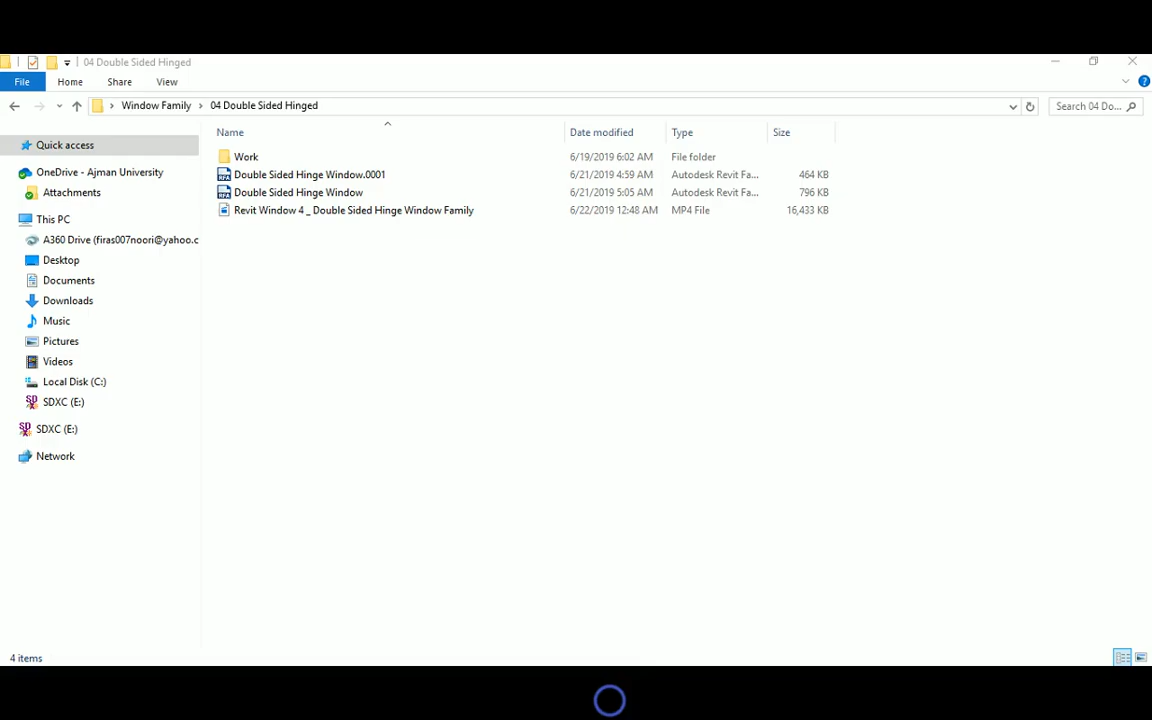 04 Double Sided Hinged
File Home Share View
Window Family 04 Double Sided Hinged Search 04 Do...
Name Date modified Type Size
Quick access
OneDrive - Ajman University
Attachments
This PC
A360 Drive (firas007noori@yahoo.c
Desktop
Documents
Downloads
Music
Pictures
Videos
Local Disk (C:)
SDXC (E:)
SDXC (E:)
Network
Work 6/19/2019 6:02 AM File folder
Double Sided Hinge Window.0001 6/21/2019 4:59 AM Autodesk Revit Fa... 464 KB
Double Sided Hinge Window 6/21/2019 5:05 AM Autodesk Revit Fa... 796 KB
Revit Window 4 _ Double Sided Hinge Window Family 6/22/2019 12:48 AM MP4 File 16,433 KB
4 items